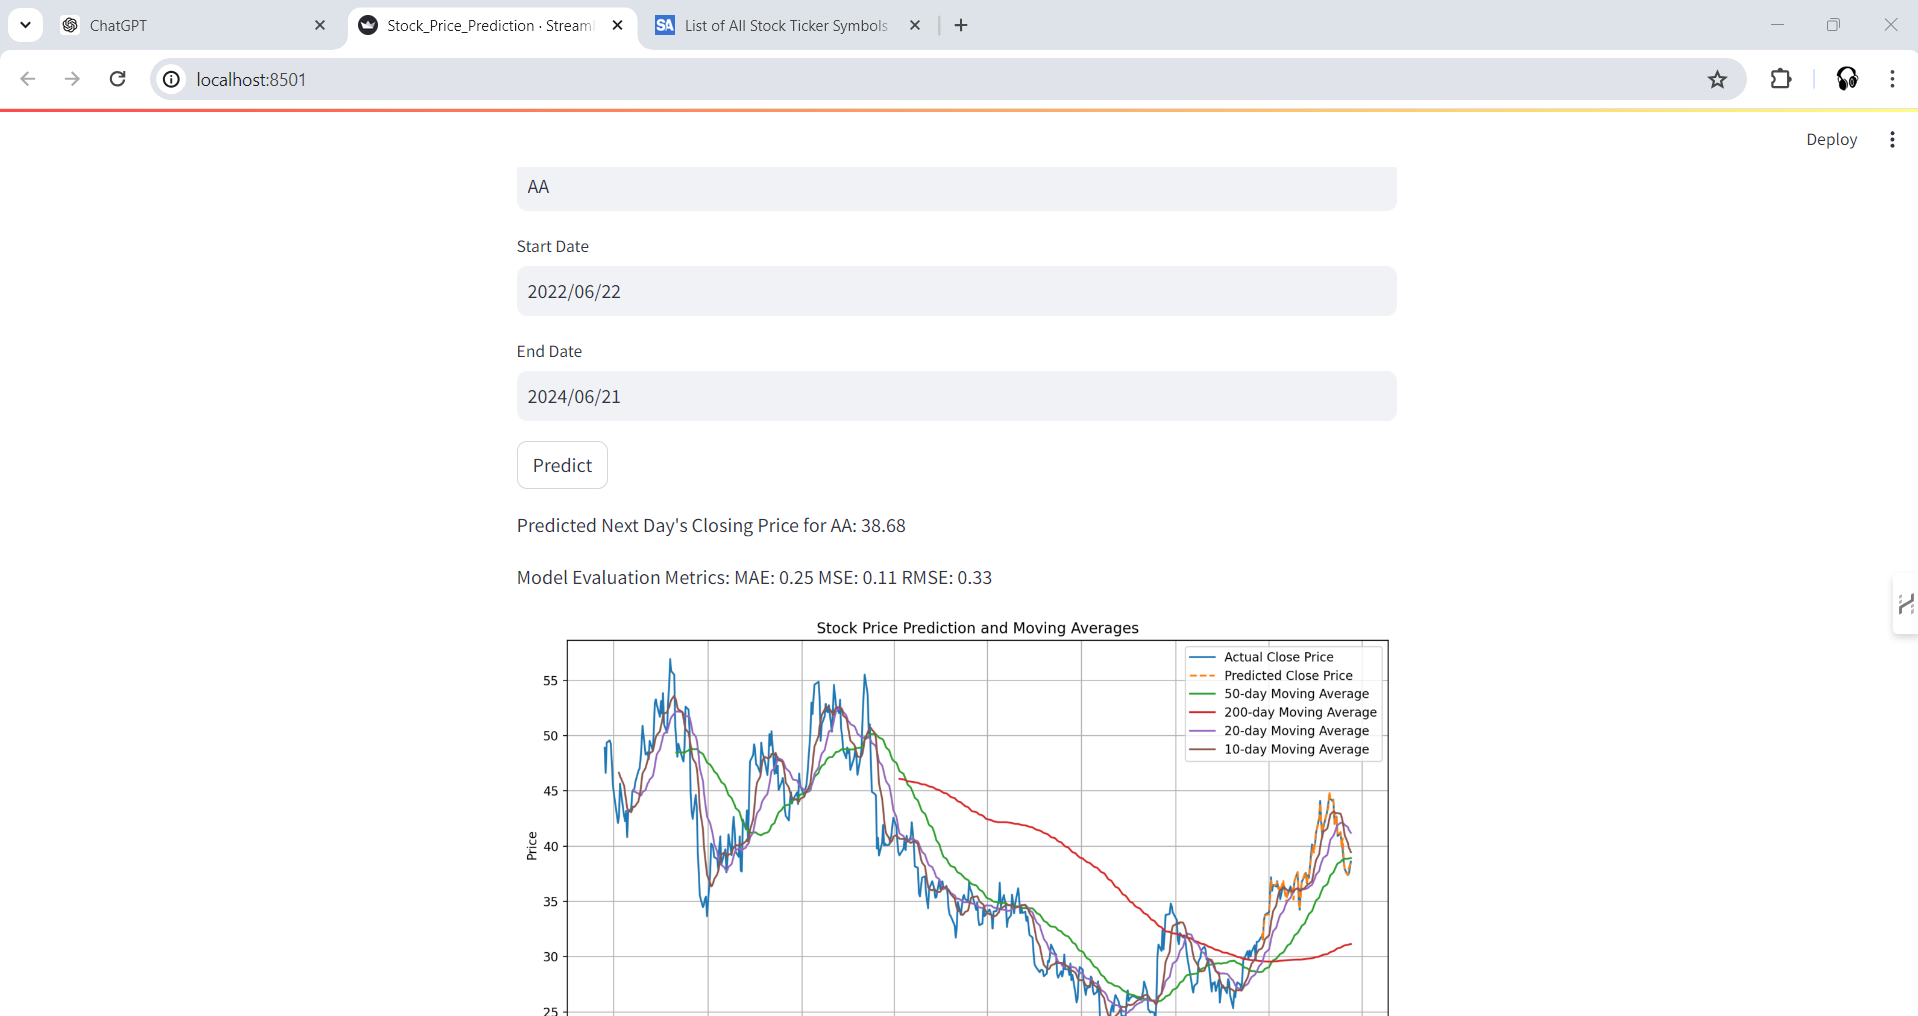 ChatGPT
Stock_Price_Prediction · Streaml
SA List of All Stock Ticker Symbols
localhost:8501
Deploy
AA
Start Date
2022/06/22
End Date
2024/06/21
Predict
Predicted Next Day's Closing Price for AA: 38.68
Model Evaluation Metrics: MAE: 0.25 MSE: 0.11 RMSE: 0.33
Stock Price Prediction and Moving Averages
Actual Close Price
Predicted Close Price
50-day Moving Average
200-day Moving Average
20-day Moving Average
10-day Moving Average
55
50
45
40
35
30
25
Price